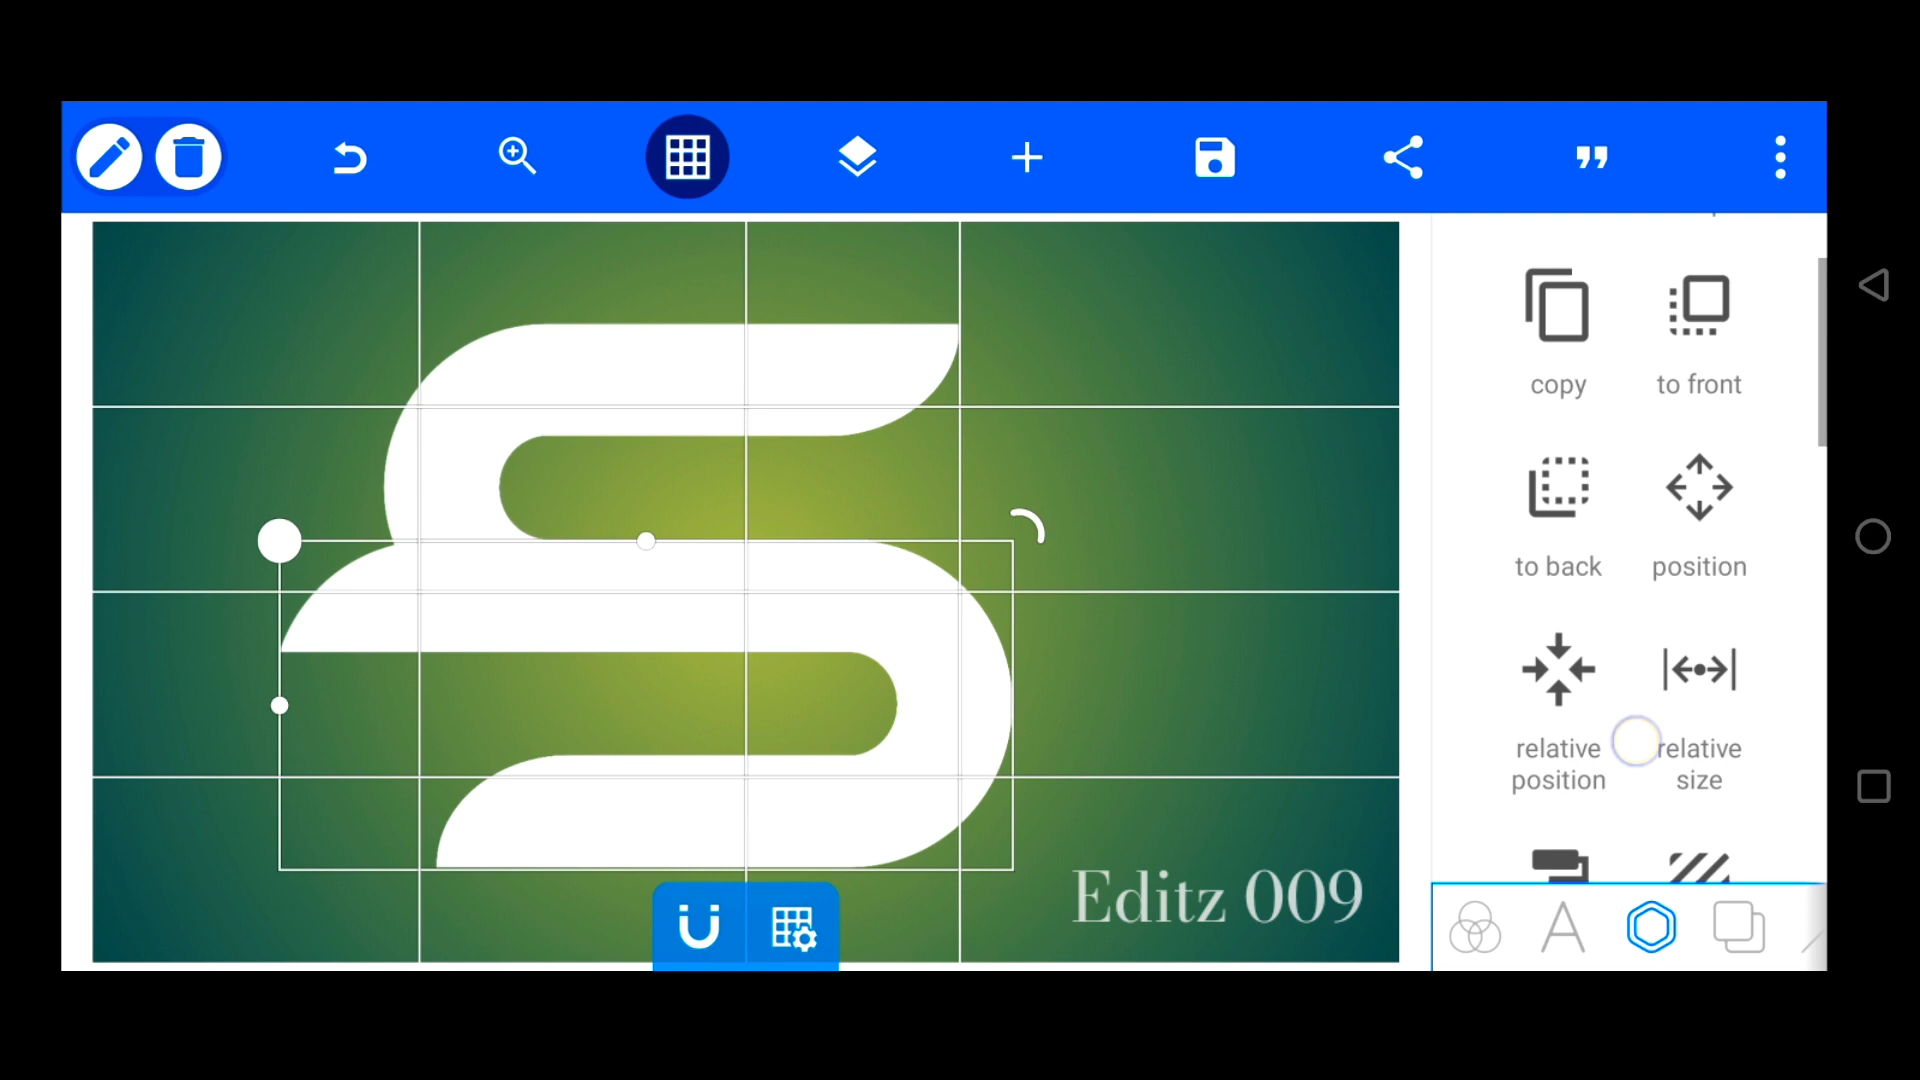 copy
to front
to back
position
relative
position
relative
size
Editz 009